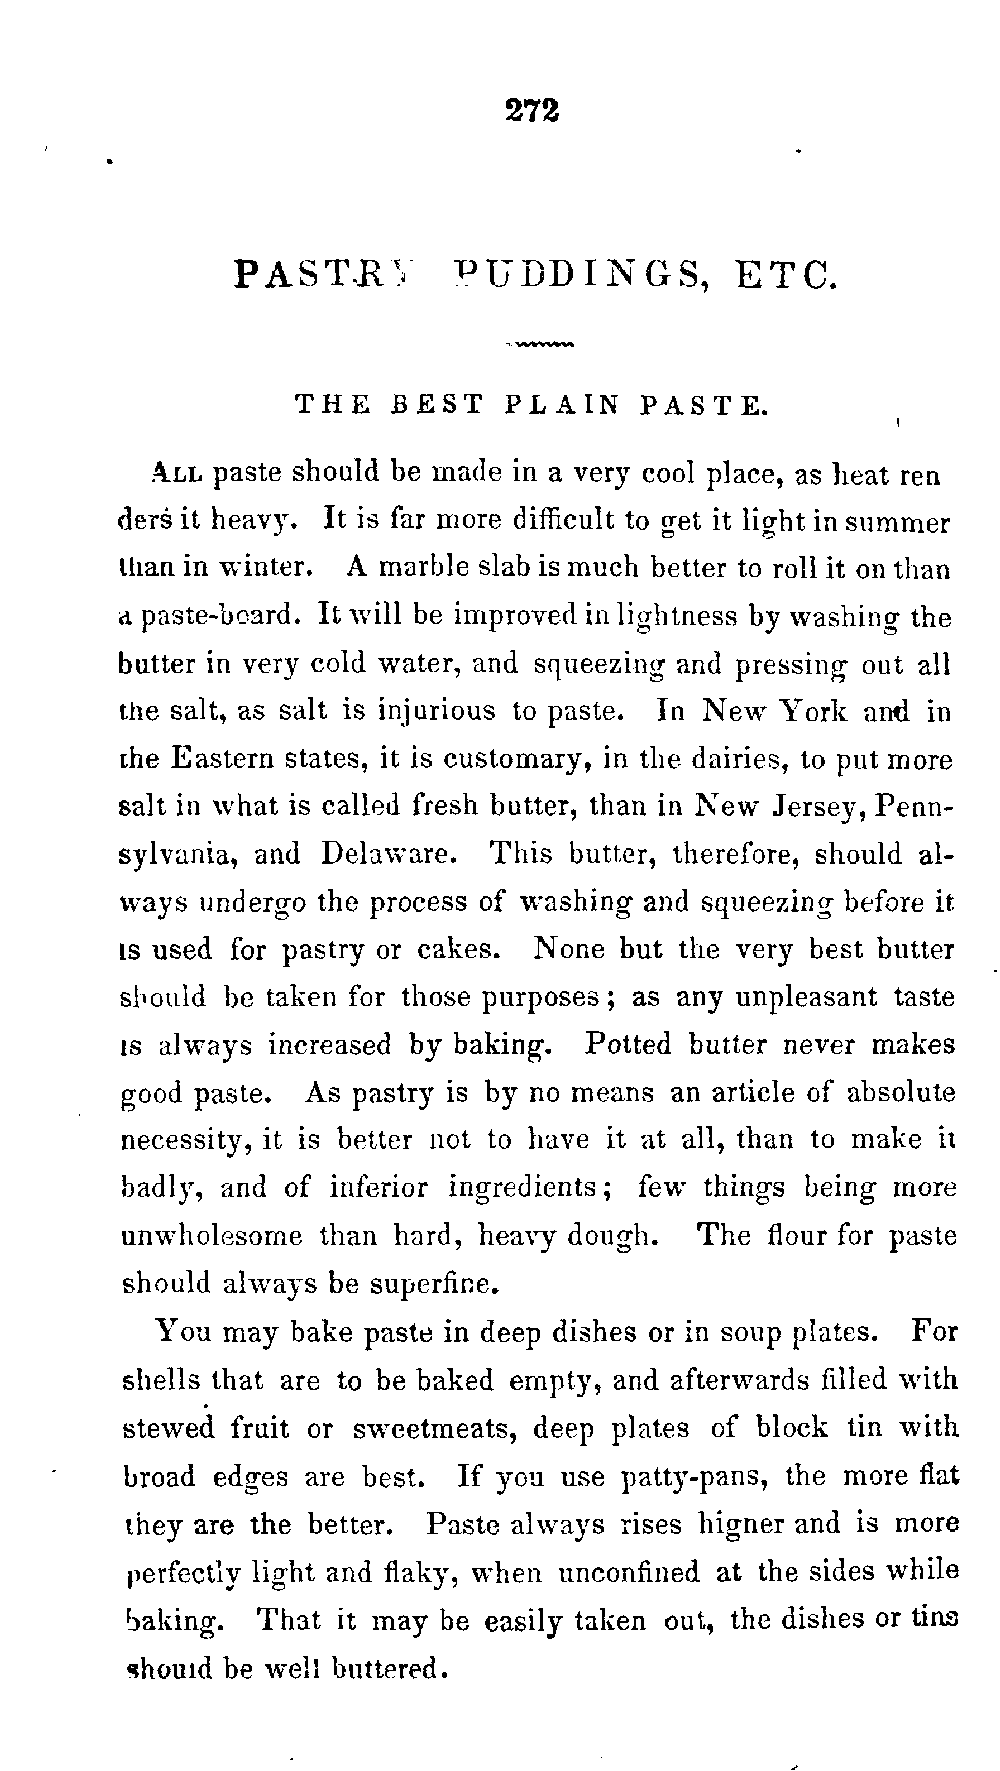 272
PASTRY PUDDINGS, ETC.
THE BEST PLAIN PASTE.
ALL paste should be made in a very cool place, as heat ren
ders it heavy. It is far more difficult to get it light in summer
than in winter. A marble slab is much better to roll it on than
a paste-board. It will be improved in lightness by washing the
butter in very cold water, and squeezing and pressing out all
the salt, as salt is injurious to paste. In New York and in
the Eastern states, it is customary, in the dairies, to put more
salt in what is called fresh butter, than in New Jersey, Penn-
sylvania, and Delaware. This butter, therefore, should al-
ways undergo the process of washing and squeezing before it
is used for pastry or cakes. None but the very best butter
should be taken for those purposes; as any unpleasant taste
is always increased by baking. Potted butter never makes
good paste. As pastry is by no means an article of absolute
necessity, it is better not to have it at all, than to make it
badly, and of inferior ingredients; few things being more
unwholesome than hard, heavy dough. The flour for paste
should always be superfine.
You may bake paste in deep dishes or in soup plates. For
shells that are to be baked empty, and afterwards filled with
stewed fruit or sweetmeats, deep plates of block tin with
broad edges are best. If you use patty-pans, the more flat
they are the better. Paste always rises higner and is more
perfectly light and flaky, when unconfined at the sides while
baking. That it may be easily taken out, the dishes or tins
should be well buttered.